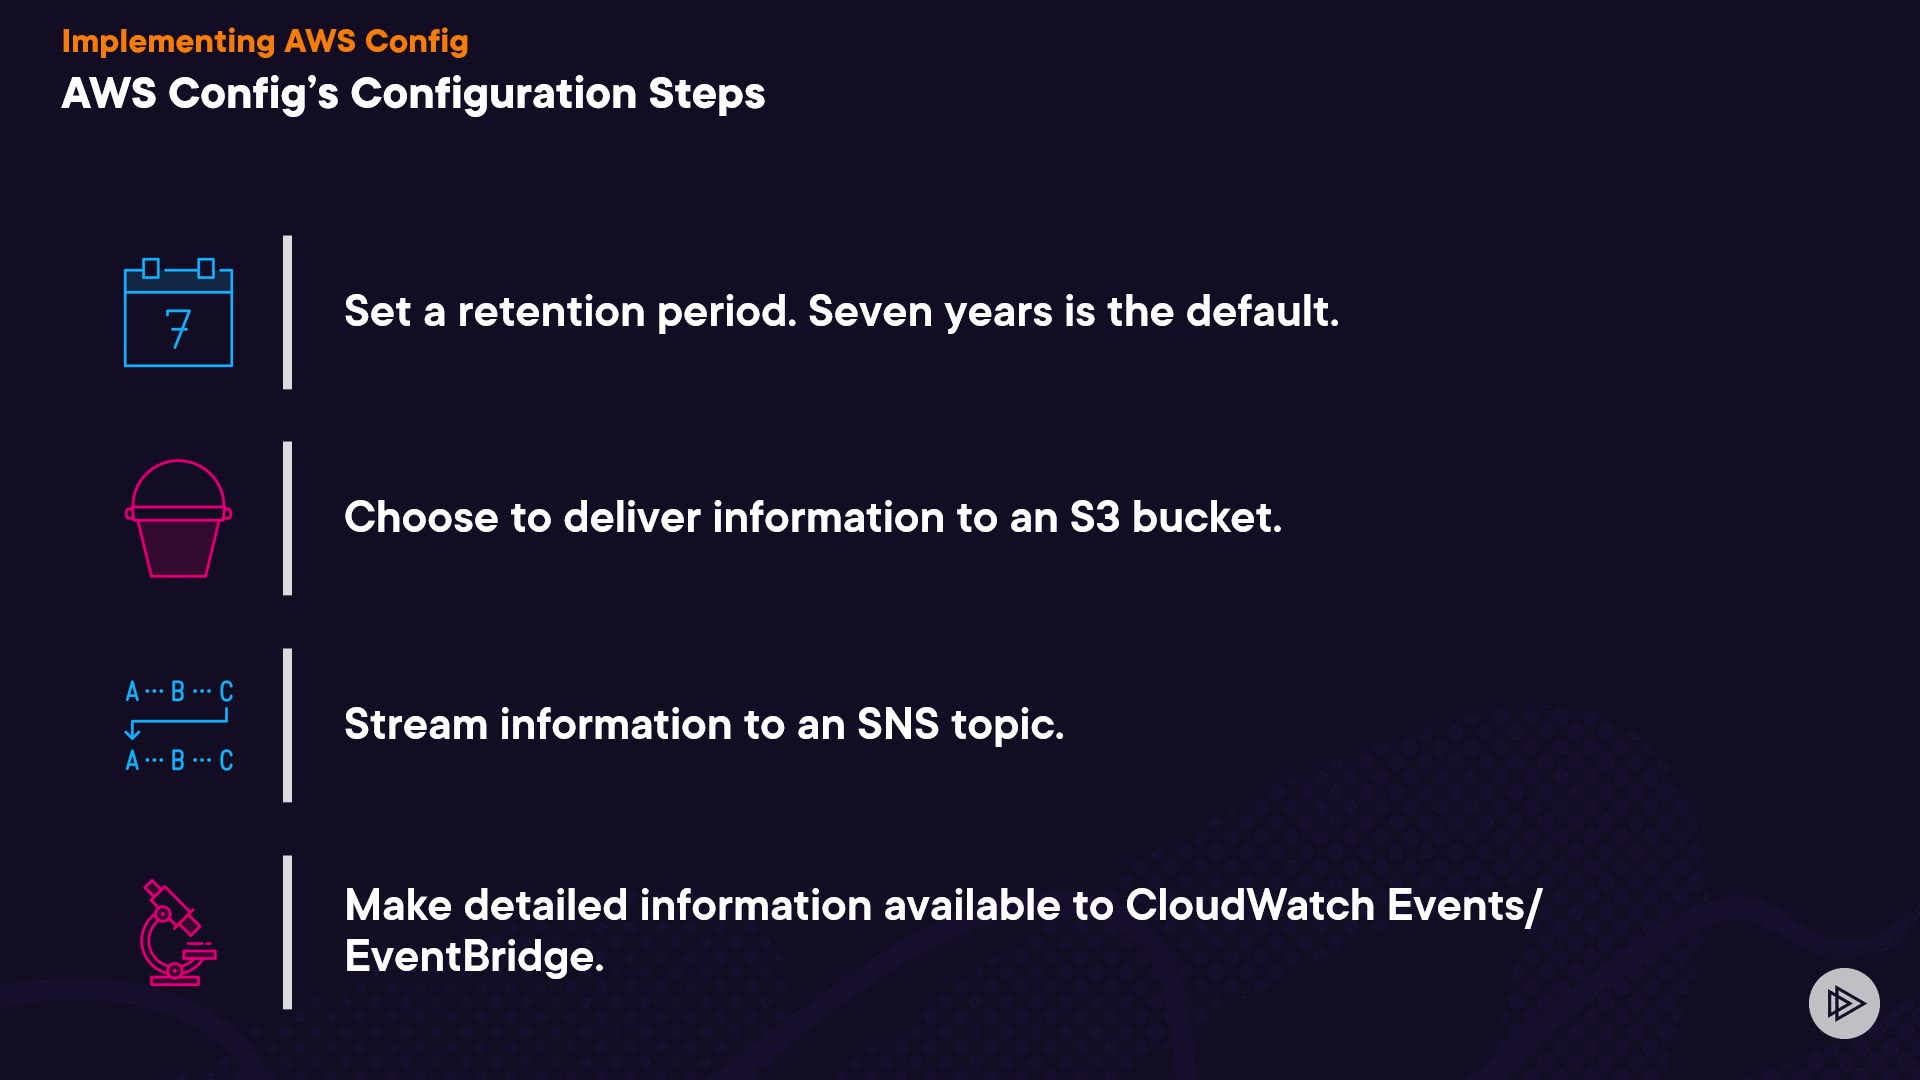 Implementing AWS Config
AWS Config’s Configuration Steps
7
Set a retention period. Seven years is the default.
Choose to deliver information to an S3 bucket.
A ··· B ··· C
A ··· B ··· C
Stream information to an SNS topic.
Make detailed information available to CloudWatch Events/
EventBridge.